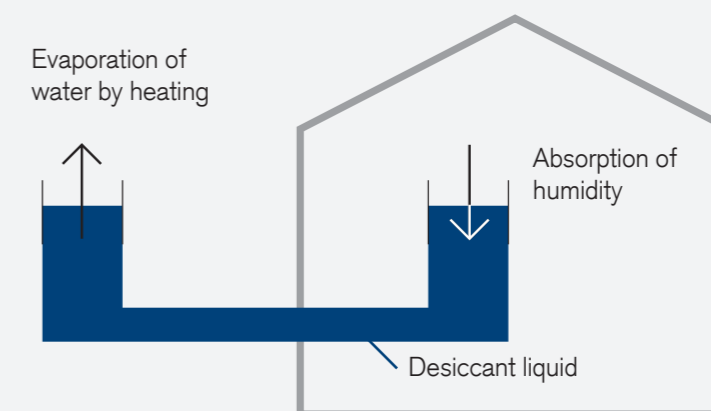 Evaporation of
water by heating
Absorption of
humidity
Desiccant liquid